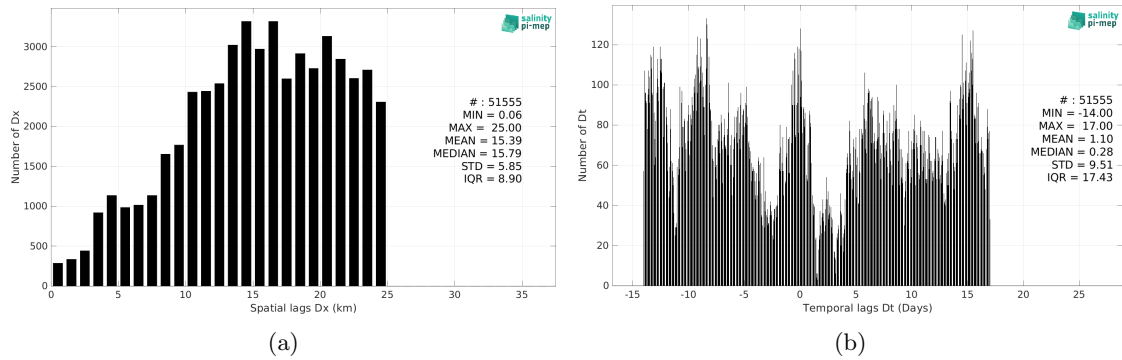 salinity
pi-mep
3000
2500
2000
1500
1000
500
0
Number of Dx
# : 51555
MIN = 0.06
MAX = 25.00
MEAN = 15.39
MEDIAN = 15.79
STD = 5.85
IQR = 8.90
0 5 10 15 20 25 30 35
Spatial lags Dx (km)
(a)
salinity
pi-mep
120
100
80
60
40
20
0
Number of Dt
# : 51555
MIN = -14.00
MAX = 17.00
MEAN = 1.10
MEDIAN = 0.28
STD = 9.51
IQR = 17.43
-15 -10 -5 0 5 10 15 20 25
Temporal lags Dt (Days)
(b)